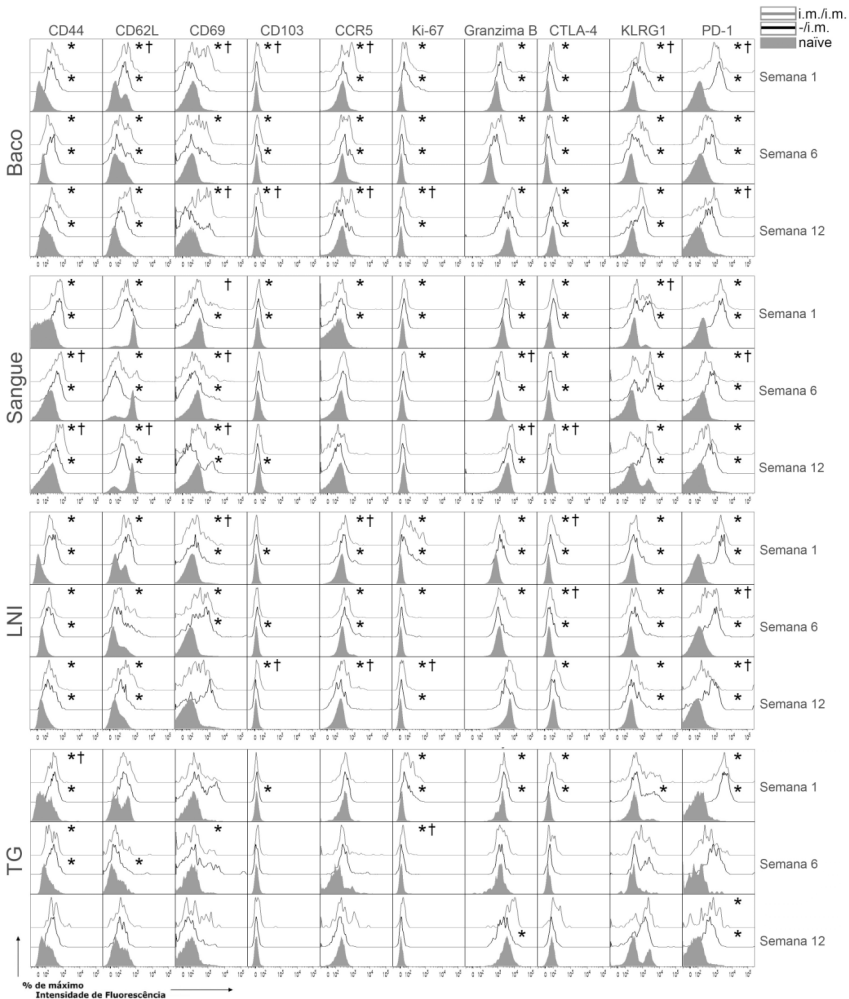 i.m./i.m.
-/i.m.
naïve
CD44 CD62L CD69 CD103 CCR5 Ki-67 Granzima B CTLA-4 KLRG1 PD-1
Baco
* *† *† *† *† * * * *† *†
* * * * * * * * * *
Semana 1
* * * * * * * * * *
* * * * * * * * * *
Semana 6
* * *† *† *† *† * * * *†
* * * * * *
Semana 12
Sangue
* * † * * * * * *† *
* * * * * * * * * *
Semana 1
*† * *† * *† * * *†
* * * * * * *
Semana 6
*† *† *† *† *† * *
* * * * * *
Semana 12
LNI
* * *† *† * * *† * *
* * * * * * * * * *
Semana 1
* * * * * * *† * *†
* * * * * * * * * *
Semana 6
* * *† *† *† * * *†
* * * * *
Semana 12
TG
*† * * * *
* * * * * * *
Semana 1
* * *†
* *
Semana 6
*
* *
Semana 12
% de máximo
Intensidade de Fluorescência